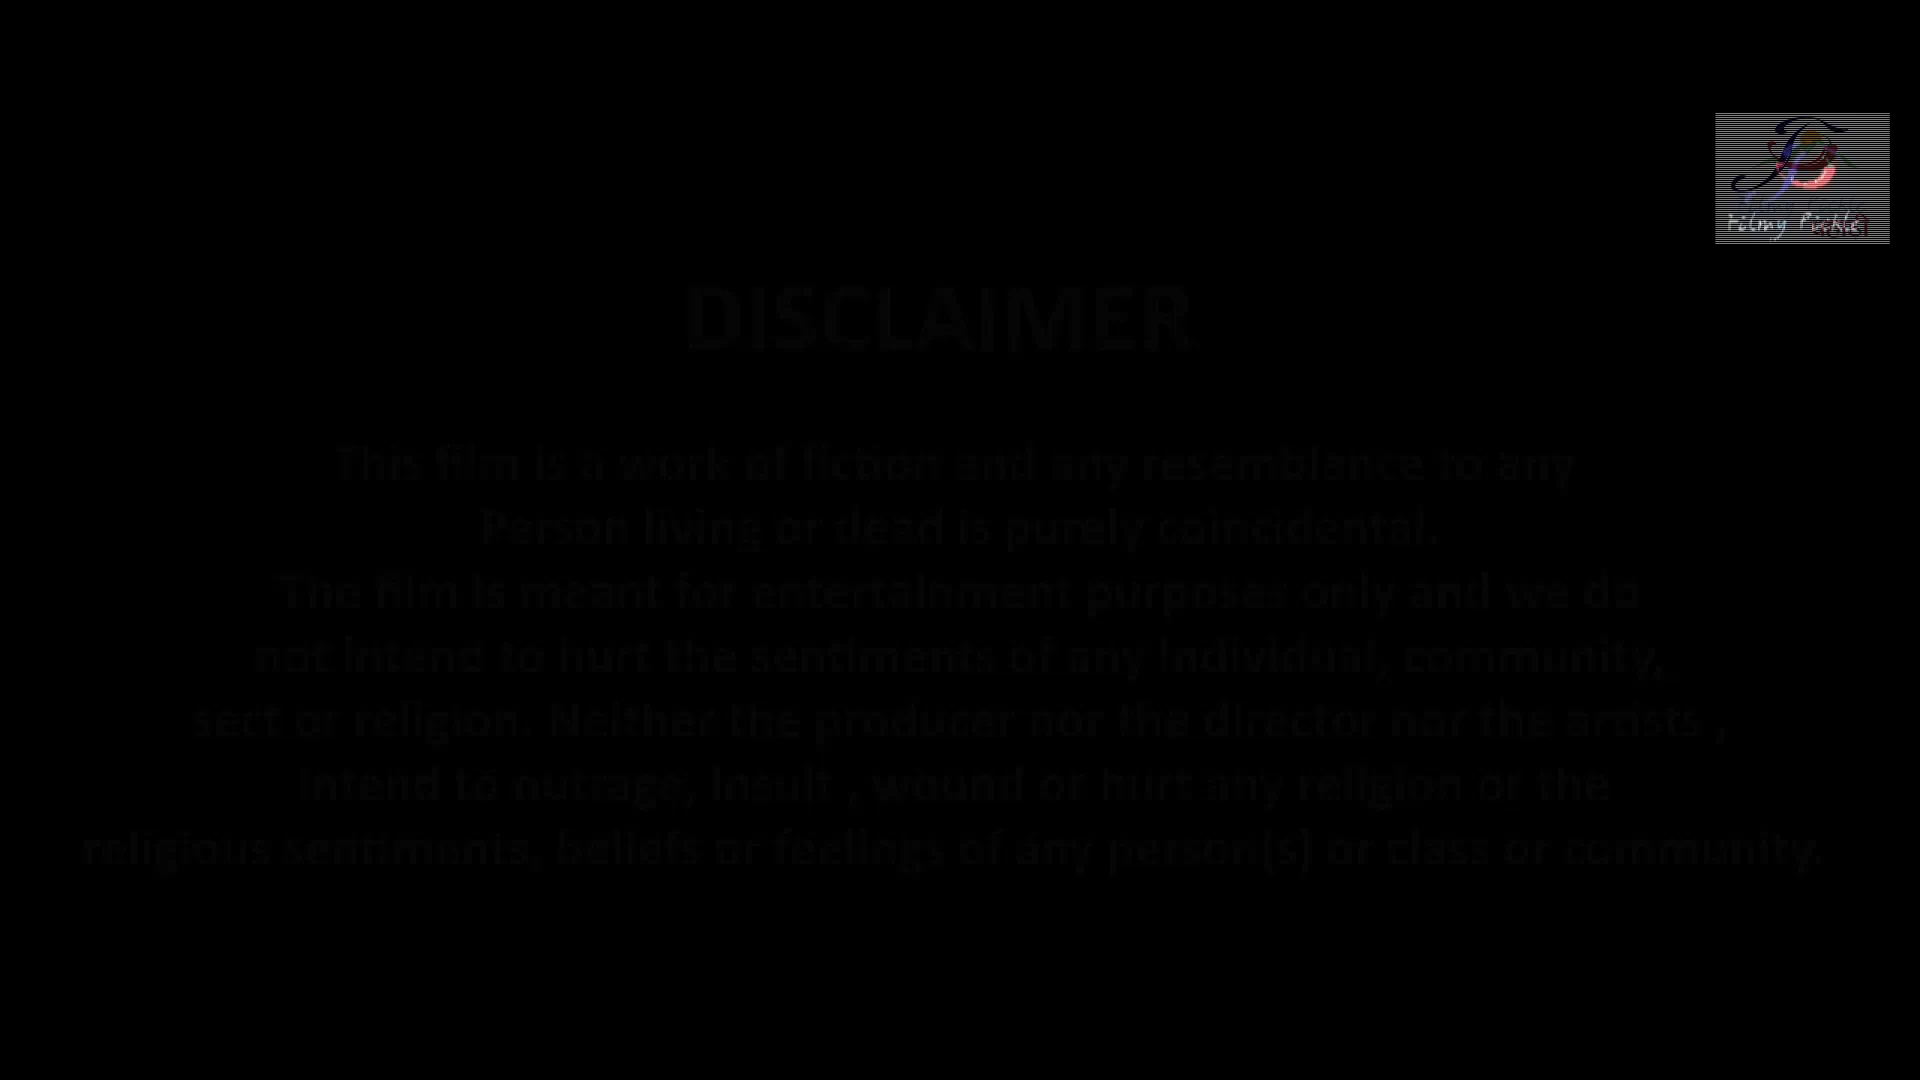 Filmy Pickle
DISCLAIMER
This film is a work of fiction and any resemblance to any
Person living or dead is purely coincidental.
The film is meant for entertainment purposes only and we do
not intend to hurt the sentiments of any individual, community,
sect or religion. Neither the producer nor the director nor the artists ,
intend to outrage, insult , wound or hurt any religion or the
religious sentiments, beliefs or feelings of any person(s) or class or community.